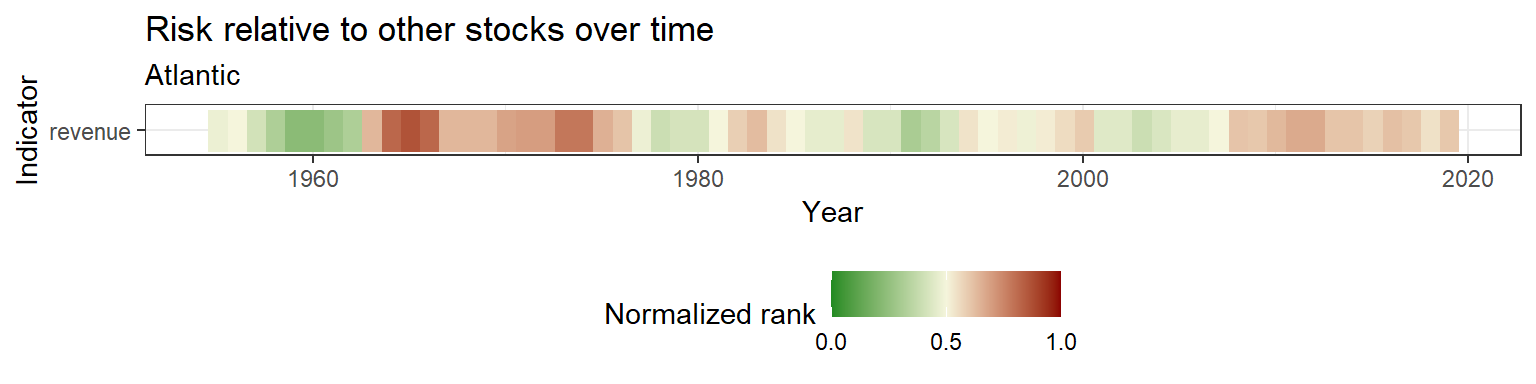 Risk relative to other stocks over time
Atlantic
Indicator
revenue
1960 1980 2000 2020
Year
Normalized rank
0.0 0.5 1.0